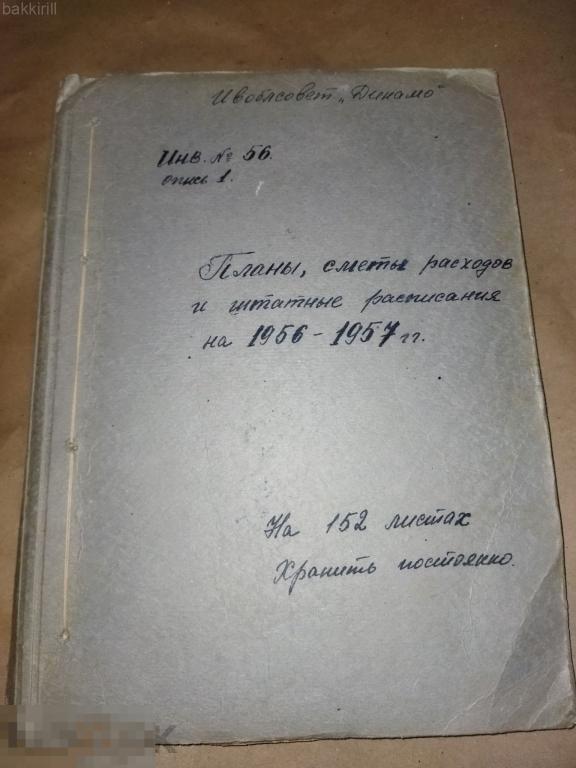 bakkirill
Ивоблсовет „Динамо"
Инв. № 56.
опись 1.
Планы, сметы расходов
и штатные расписания
на 1956-1957 гг.
На 152 листах
Хранить постоянно.